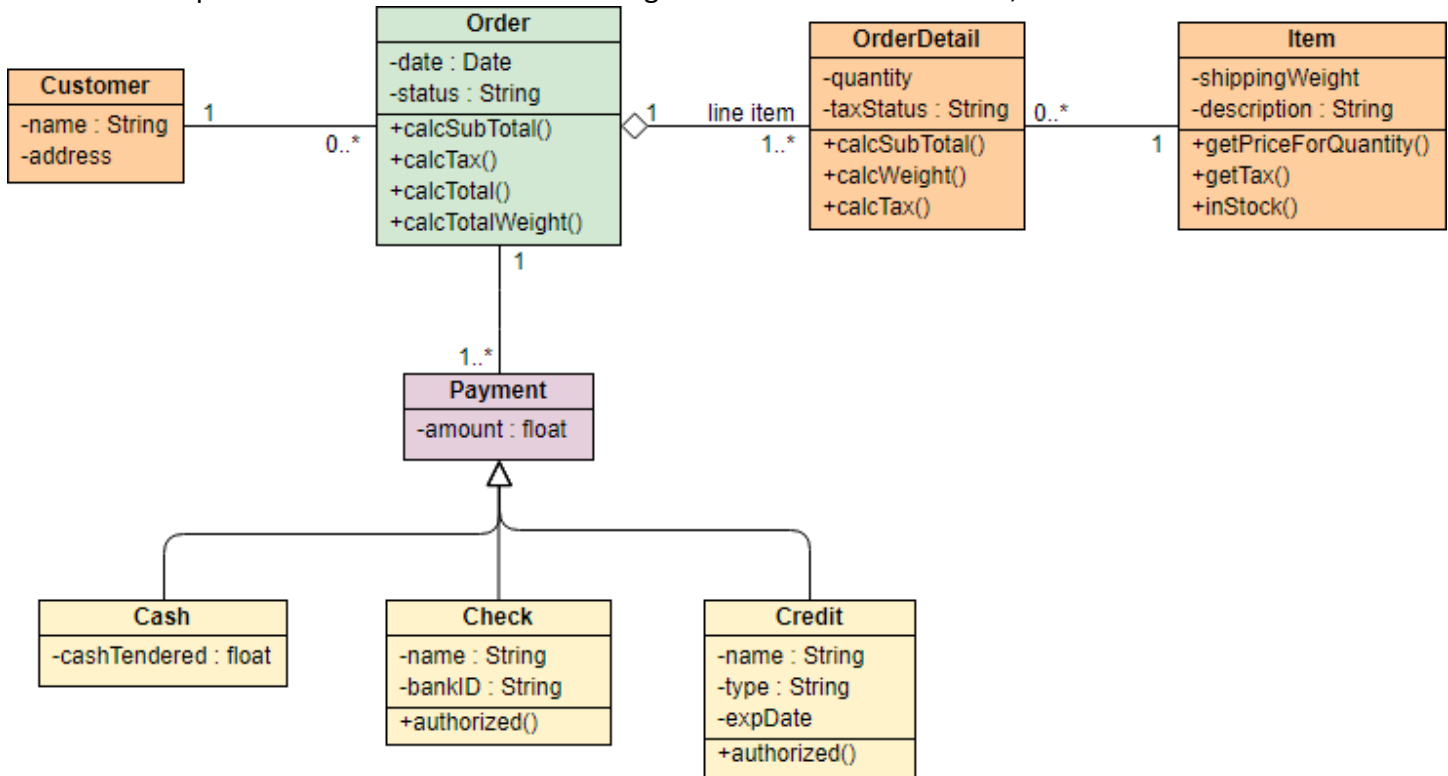 Order
-date : Date
-status : String
+calcSubTotal()
+calcTax()
+calcTotal()
+calcTotalWeight()
OrderDetail
-quantity
-taxStatus : String
+calcSubTotal()
+calcWeight()
+calcTax()
Item
-shippingWeight
-description : String
+getPriceForQuantity()
+getTax()
+inStock()
Customer
-name : String
-address
1
0..*
1
line item
1..*
0..*
1
1
1..*
Payment
-amount : float
Cash
-cashTendered : float
Check
-name : String
-bankID : String
+authorized()
Credit
-name : String
-type : String
-expDate
+authorized()